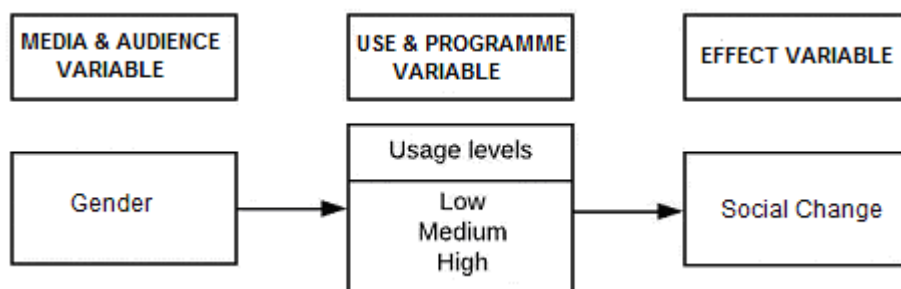 MEDIA & AUDIENCE
VARIABLE
USE & PROGRAMME
VARIABLE
EFFECT VARIABLE
Gender
Usage levels
Low
Medium
High
Social Change